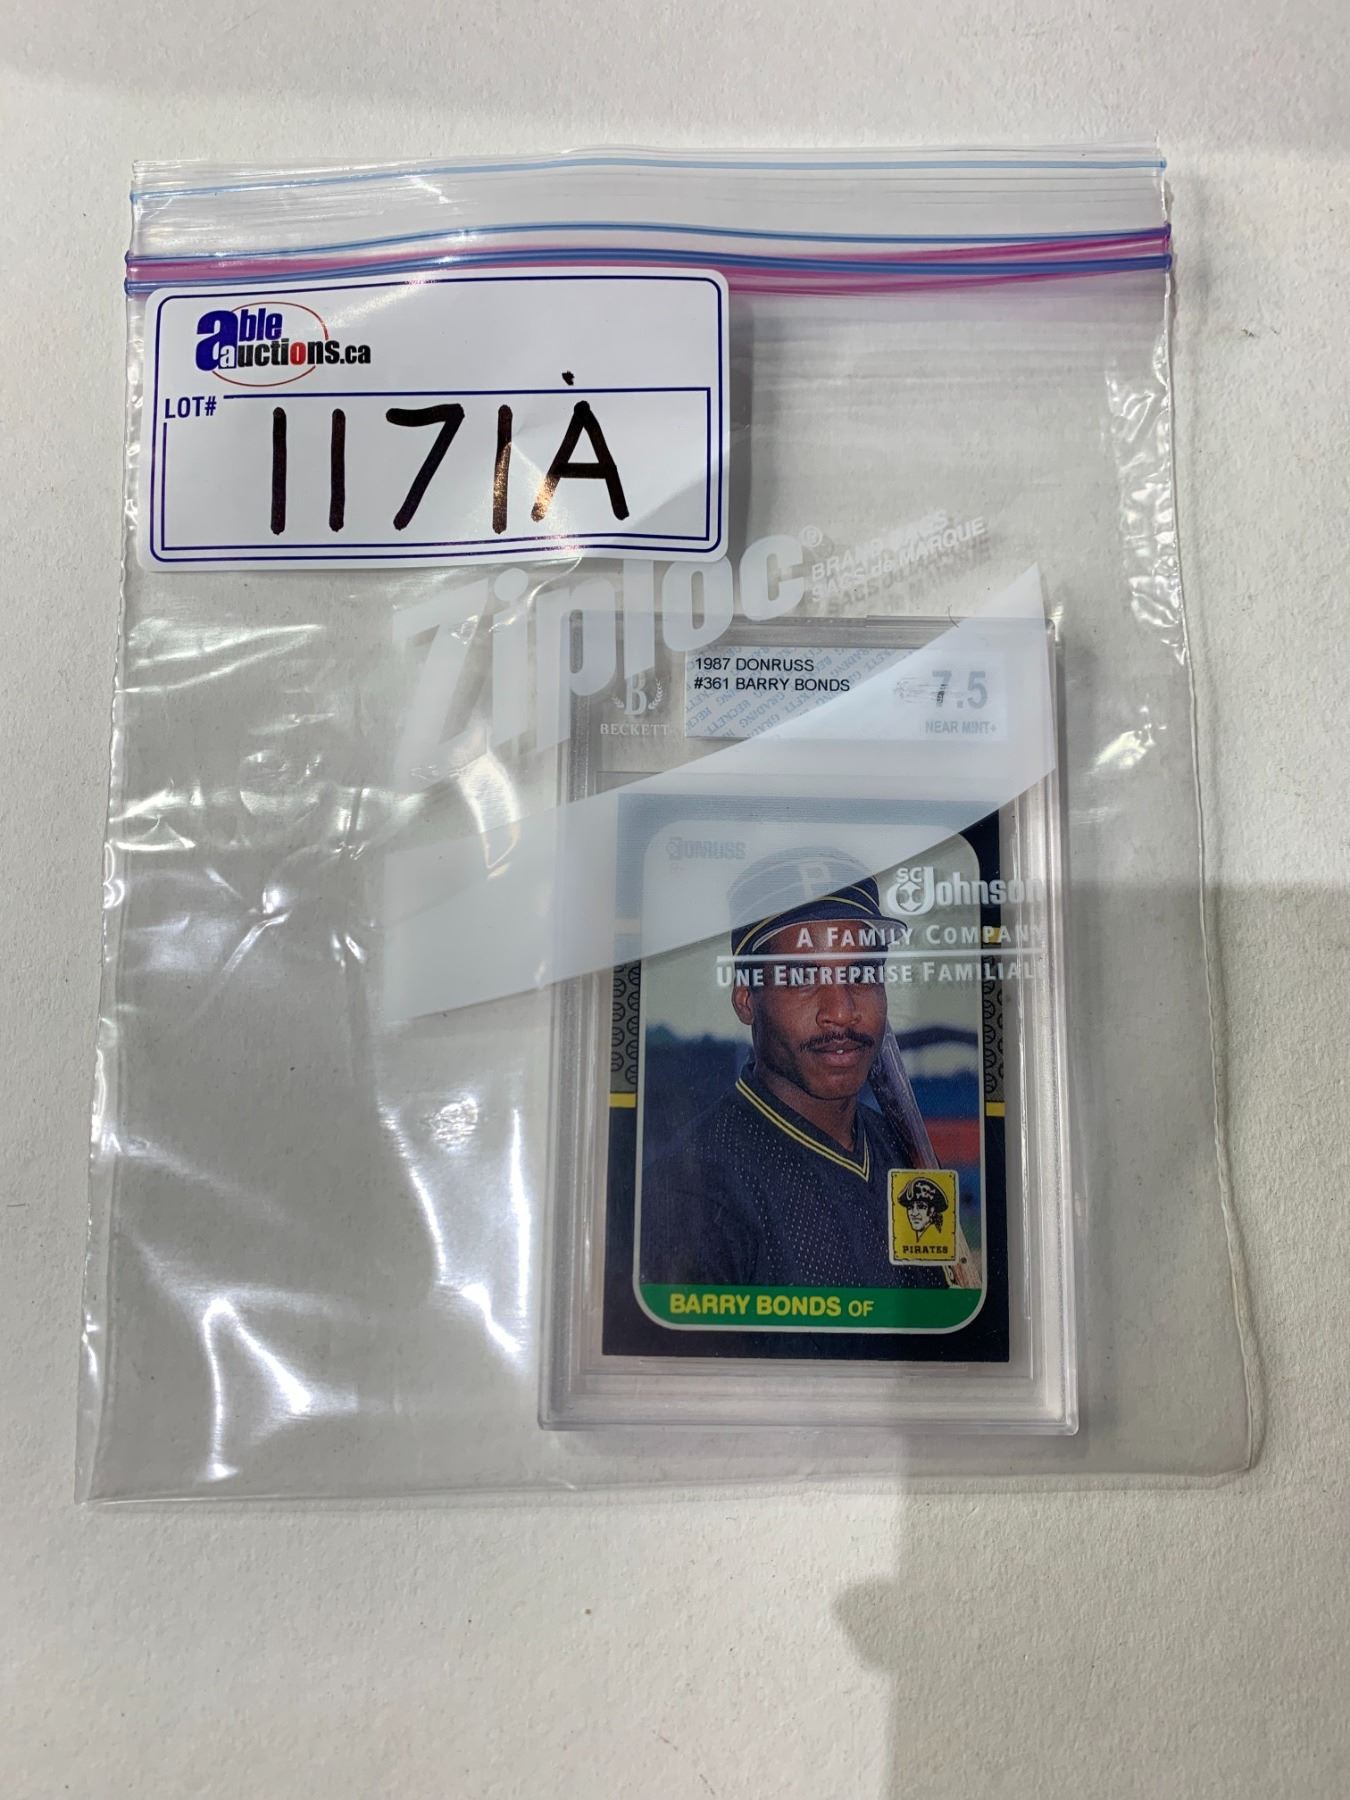 able
auctions.ca
LOT#
1171A
Ziploc®
BRAND BAGS
SACS de MARQUE
1987 DONRUSS
#361 BARRY BONDS
7.5
NEAR MINT+
B
BECKETT
DONRUSS
P
SC Johnson
A FAMILY COMPANY
UNE ENTREPRISE FAMILIALE
PIRATES
BARRY BONDS OF